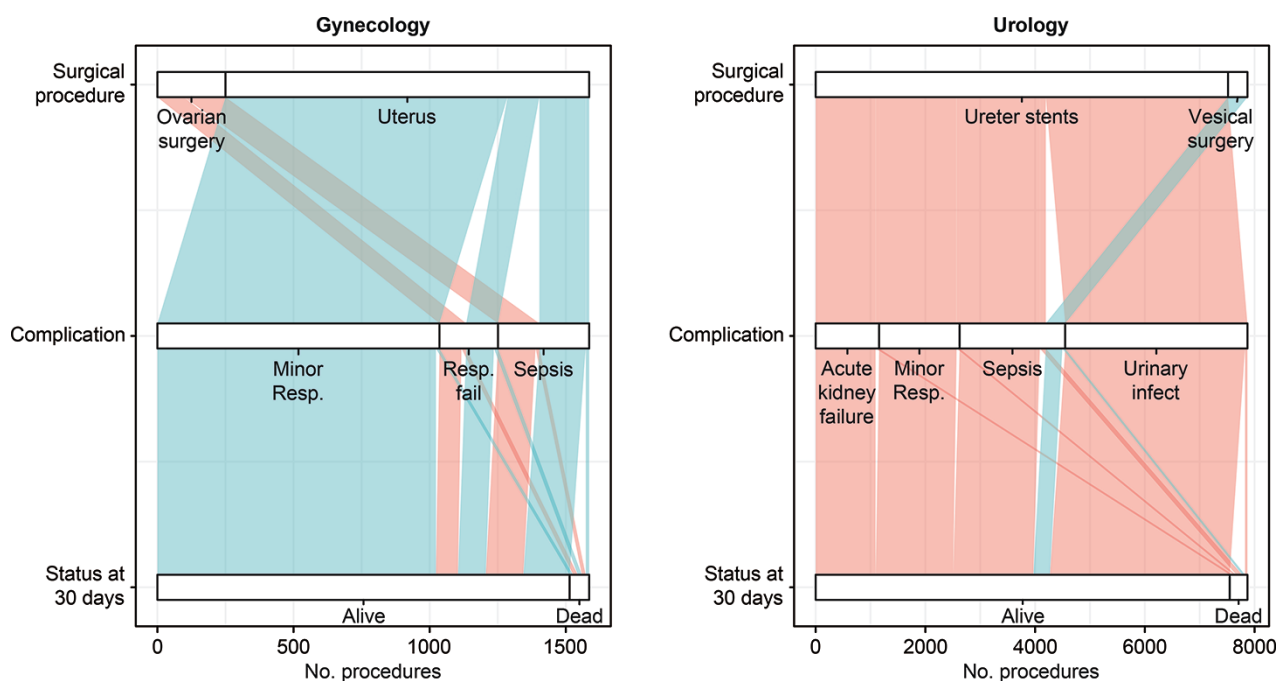 Gynecology
Surgical
procedure
Ovarian
surgery
Uterus
Complication
Minor
Resp.
Resp.
fail
Sepsis
Status at
30 days
Alive
Dead
0
500
1000
1500
No. procedures
Urology
Surgical
procedure
Ureter stents
Vesical
surgery
Complication
Acute
kidney
failure
Minor
Resp.
Sepsis
Urinary
infect
Status at
30 days
Alive
Dead
0
2000
4000
6000
8000
No. procedures